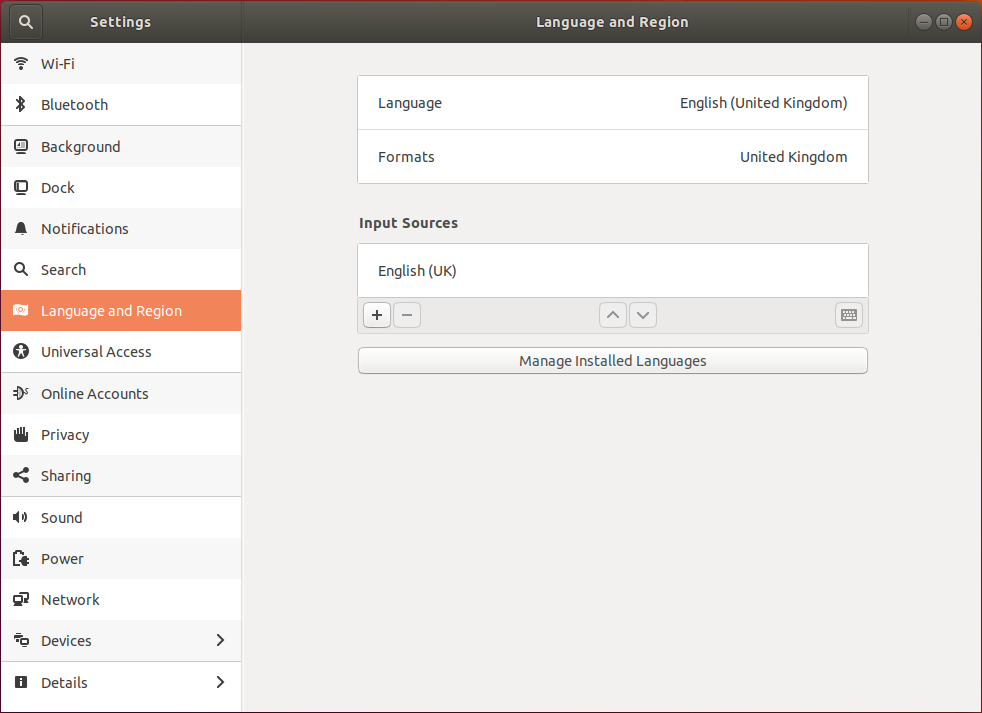 Settings
Language and Region
Wi-Fi
Bluetooth
Background
Dock
Notifications
Search
Language and Region
Universal Access
Online Accounts
Privacy
Sharing
Sound
Power
Network
Devices
Details
Language English (United Kingdom)
Formats United Kingdom
Input Sources
English (UK)
Manage Installed Languages